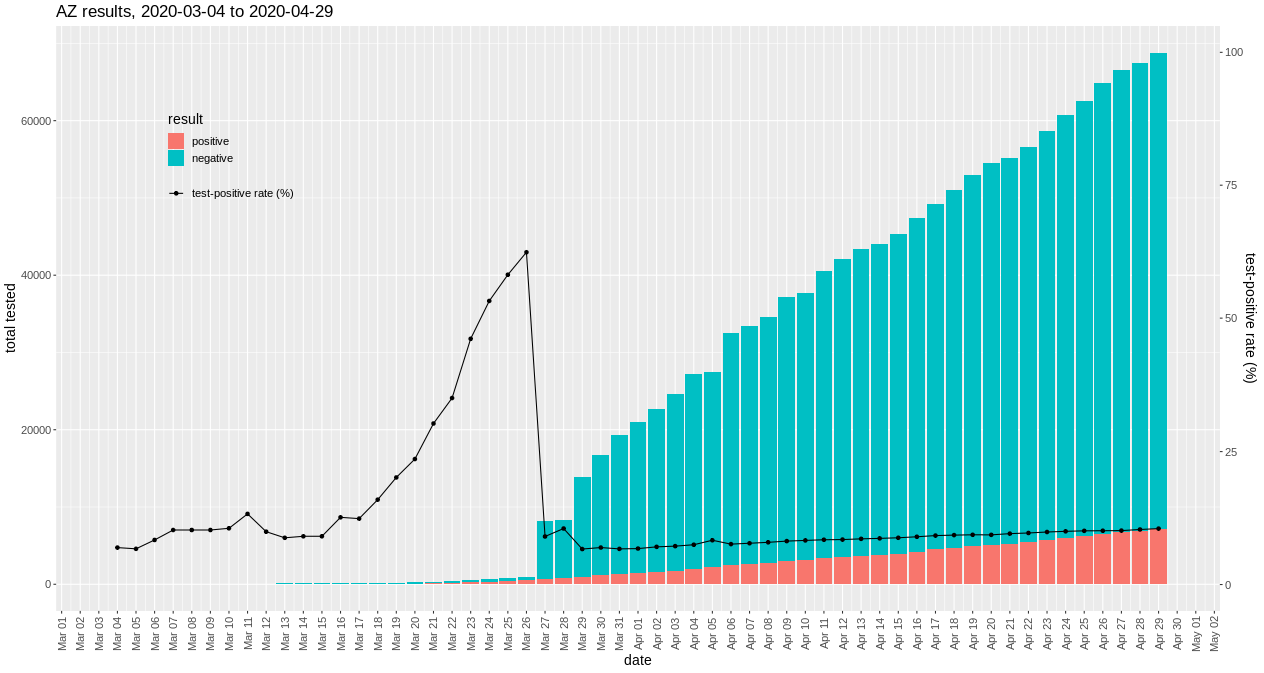 AZ results, 2020-03-04 to 2020-04-29
result
positive
negative
test-positive rate (%)
total tested
60000
40000
20000
0
100
75
50
25
0
test-positive rate (%)
Mar 01
Mar 02
Mar 03
Mar 04
Mar 05
Mar 06
Mar 07
Mar 08
Mar 09
Mar 10
Mar 11
Mar 12
Mar 13
Mar 14
Mar 15
Mar 16
Mar 17
Mar 18
Mar 19
Mar 20
Mar 21
Mar 22
Mar 23
Mar 24
Mar 25
Mar 26
Mar 27
Mar 28
Mar 29
Mar 30
Mar 31
Apr 01
Apr 02
Apr 03
Apr 04
Apr 05
Apr 06
Apr 07
Apr 08
Apr 09
Apr 10
Apr 11
Apr 12
Apr 13
Apr 14
Apr 15
Apr 16
Apr 17
Apr 18
Apr 19
Apr 20
Apr 21
Apr 22
Apr 23
Apr 24
Apr 25
Apr 26
Apr 27
Apr 28
Apr 29
Apr 30
May 01
May 02
date